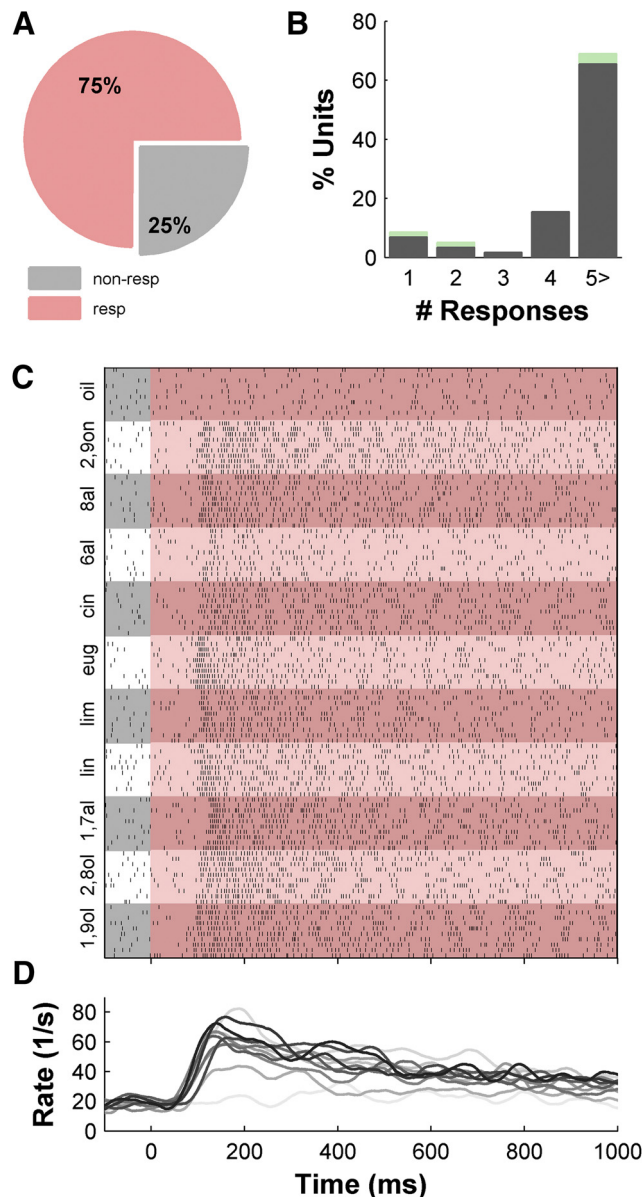 A
75%
25%
non-resp
resp
B
80
60
40
20
0
% Units
1 2 3 4 5>
# Responses
C
oil
2,9on
8al
6al
cin
eug
lim
lin
1,7al
2,8ol
1,9ol
D
80
60
40
20
0
Rate (1/s)
0 200 400 600 800 1000
Time (ms)